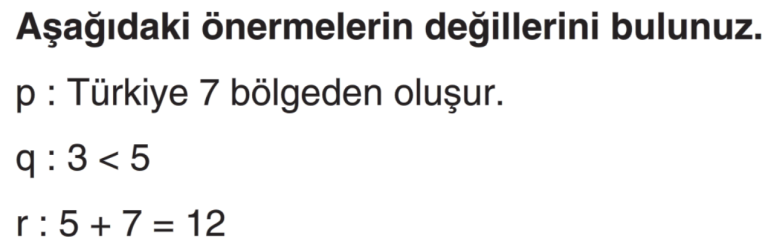 Aşağıdaki önermelerin değillerini bulunuz.
p : Türkiye 7 bölgeden oluşur.
q : 3 < 5
r : 5 + 7 = 12